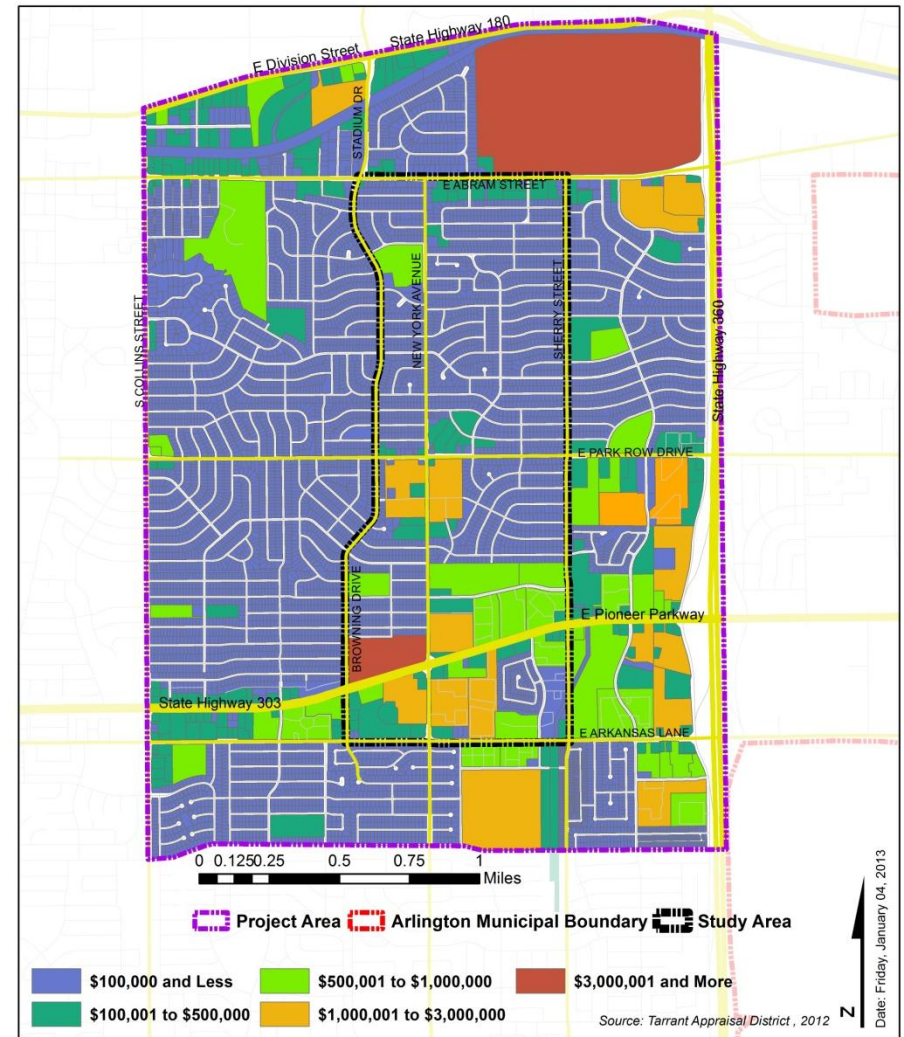 State Highway 180
E Division Street
STADIUM DR
E ABRAM STREET
S COLLINS STREET
NEW YORK AVENUE
SHERRY STREET
State Highway 360
E PARK ROW DRIVE
BROWNING DRIVE
E Pioneer Parkway
State Highway 303
E ARKANSAS LANE
0 0.125 0.25 0.5 0.75 1
Miles
Project Area Arlington Municipal Boundary Study Area
$100,000 and Less $500,001 to $1,000,000 $3,000,001 and More
$100,001 to $500,000 $1,000,001 to $3,000,000
Source: Tarrant Appraisal District , 2012
N
Date: Friday, January 04, 2013